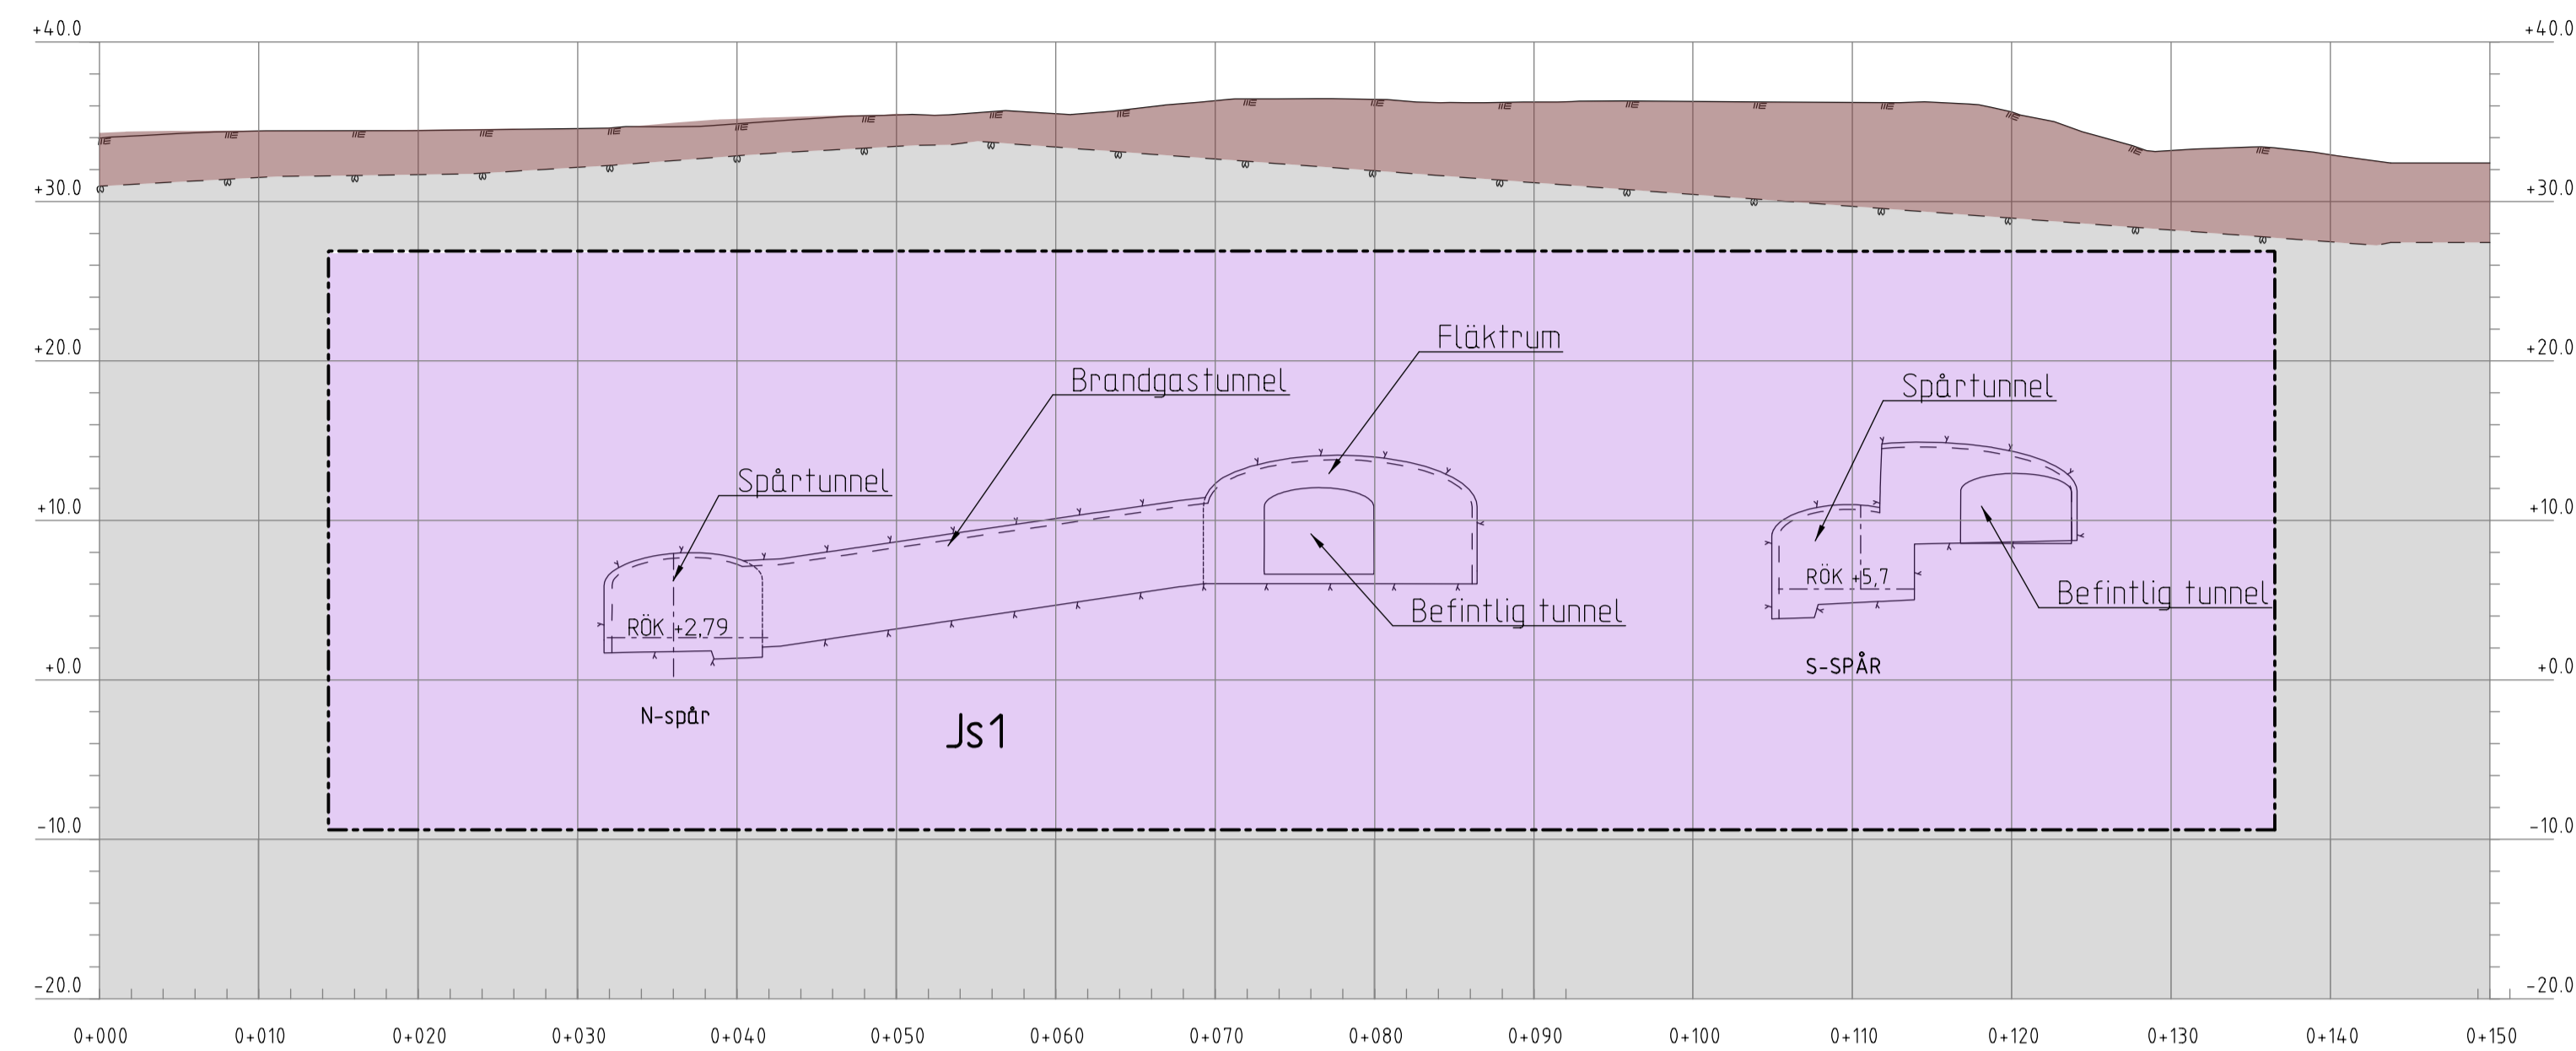 +40.0 +40.0
+30.0 +30.0
+20.0 +20.0
Fläktrum
Brandgastunnel
Spårtunnel
Spårtunnel
+10.0 +10.0
RÖK +5,7
Befintlig tunnel
Befintlig tunnel
RÖK +2,79
+0.0 +0.0
S-SPÅR
N-spår
Js1
-10.0 -10.0
-20.0 -20.0
0+000 0+010 0+020 0+030 0+040 0+050 0+060 0+070 0+080 0+090 0+100 0+110 0+120 0+130 0+140 0+150